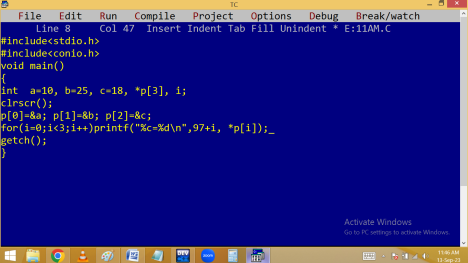 TC
File Edit Run Compile Project Options Debug Break/watch
Line 8 Col 47 Insert Indent Tab Fill Unindent * E:11AM.C
#include<stdio.h>
#include<conio.h>
void main()
{
int a=10, b=25, c=18, *p[3], i;
clrscr();
p[0]=&a; p[1]=&b; p[2]=&c;
for(i=0;i<3;i++)printf("%c=%d\n",97+i, *p[i]);_
getch();
}
Activate Windows
Go to PC settings to activate Windows.
DEV
zoom
11:46 AM
13-Sep-23